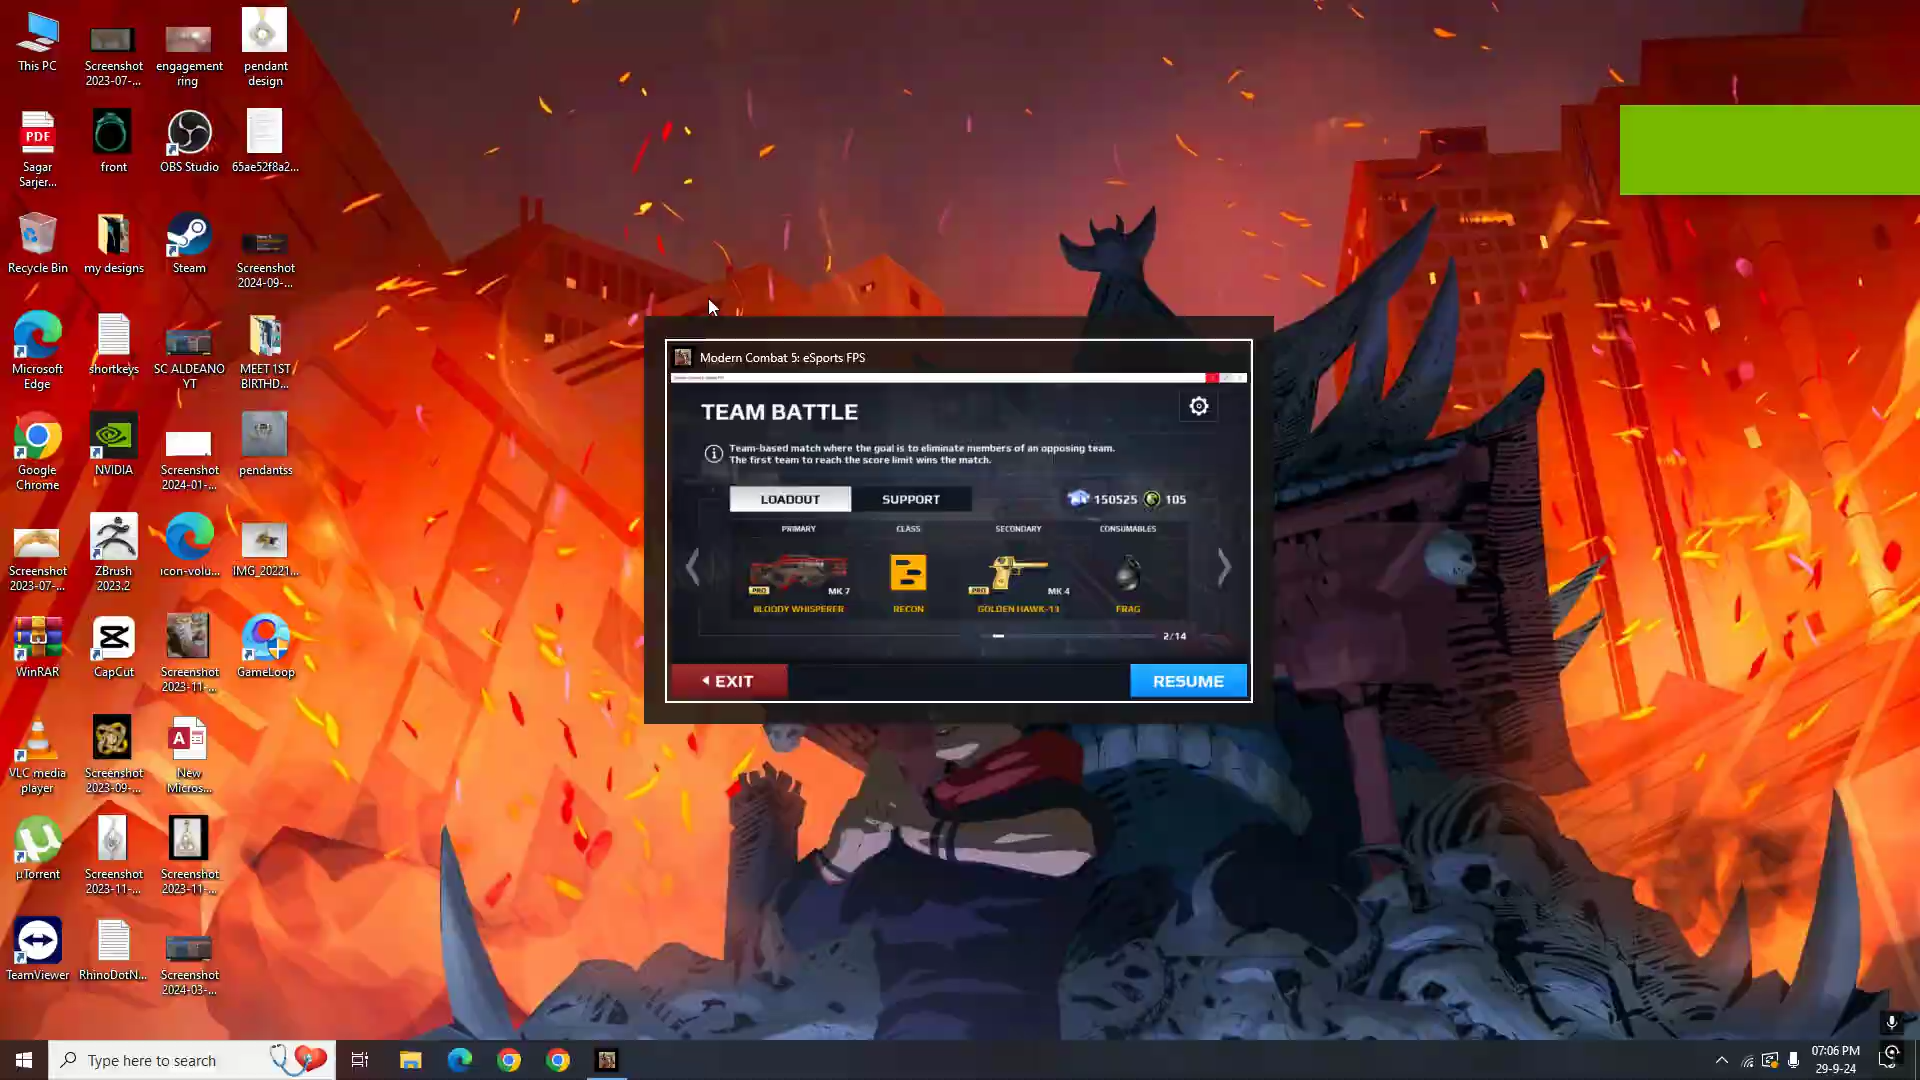 This PC
Screenshot
2023-07-...
engagement
ring
pendant
design
PDF
Sagar
Sarjer...
front
OBS Studio
65ae52f8a2...
Recycle Bin
my designs
Steam
Screenshot
2024-09-...
Microsoft
Edge
shortkeys
SC ALDEANO
YT
MEET 1ST
BIRTHD...
Google
Chrome
NVIDIA
Screenshot
2024-01-...
pendantss
Screenshot
2023-07-...
ZBrush
2023.2
icon-volu...
IMG_20221...
WinRAR
CapCut
Screenshot
2023-11-...
GameLoop
VLC media
player
Screenshot
2023-09-...
New
Micros...
µTorrent
Screenshot
2023-11-...
Screenshot
2023-11-...
TeamViewer
RhinoDotN...
Screenshot
2024-03-...
Modern Combat 5: eSports FPS
TEAM BATTLE
Team-based match where the goal is to eliminate members of an opposing team.
The first team to reach the score limit wins the match.
LOADOUT
SUPPORT
150525
105
PRIMARY
CLASS
SECONDARY
CONSUMABLES
PRO
MK 7
PRO
MK 4
BLOODY WHISPERER
RECON
GOLDEN HAWK-13
FRAG
2/14
EXIT
RESUME
Type here to search
07:06 PM
29-9-24